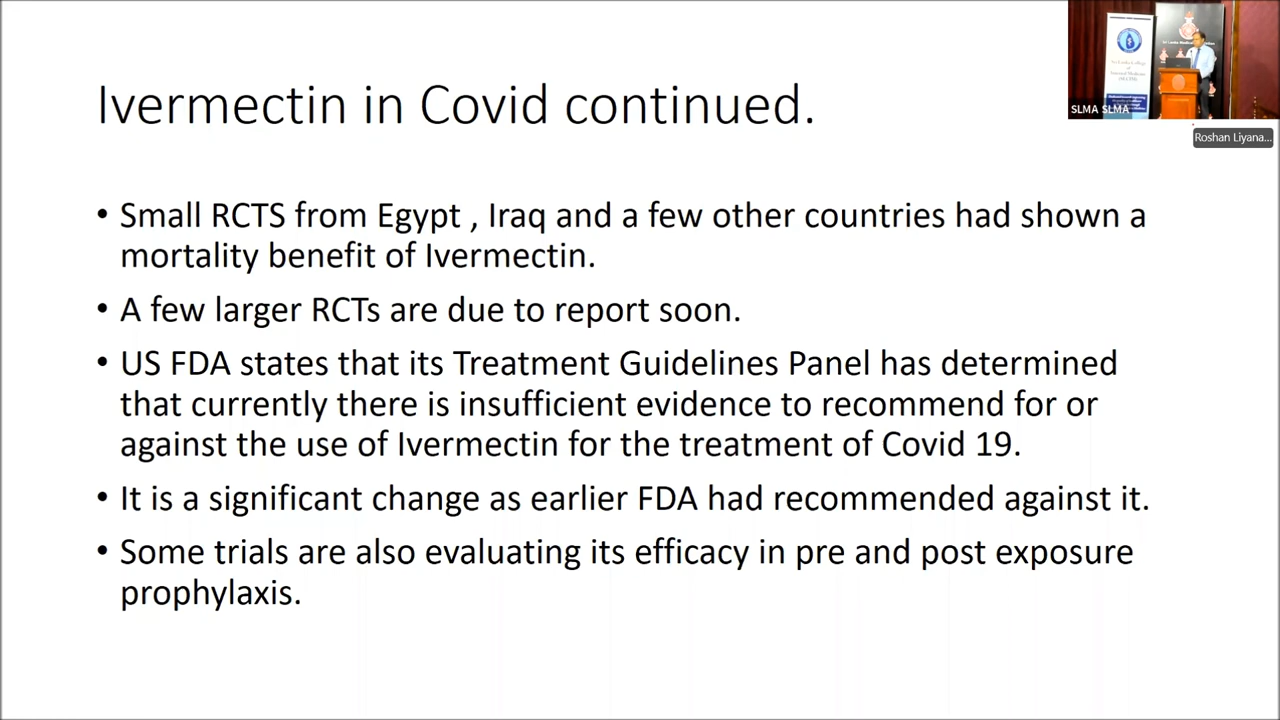 Ivermectin in Covid continued.
• Small RCTS from Egypt , Iraq and a few other countries had shown a
mortality benefit of Ivermectin.
• A few larger RCTs are due to report soon.
• US FDA states that its Treatment Guidelines Panel has determined
that currently there is insufficient evidence to recommend for or
against the use of Ivermectin for the treatment of Covid 19.
• It is a significant change as earlier FDA had recommended against it.
• Some trials are also evaluating its efficacy in pre and post exposure
prophylaxis.
SLMA SLMA
Roshan Liyana...